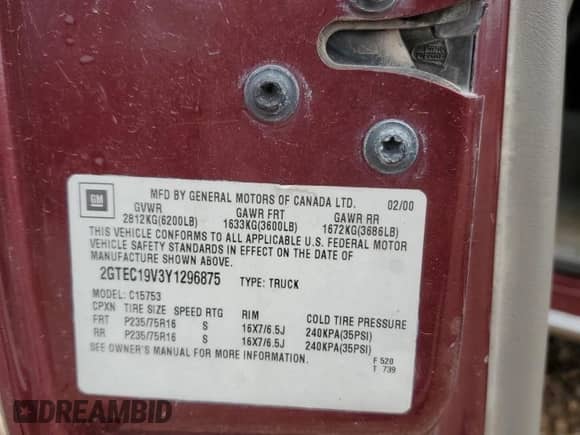 GM
MFD BY GENERAL MOTORS OF CANADA LTD. 02/00
GVWR GAWR FRT GAWR RR
2812KG(6200LB) 1633KG(3600LB) 1672KG(3686LB)
THIS VEHICLE CONFORMS TO ALL APPLICABLE U.S. FEDERAL MOTOR
VEHICLE SAFETY STANDARDS IN EFFECT ON THE DATE OF
MANUFACTURE SHOWN ABOVE.
2GTEC19V3Y1296875 TYPE: TRUCK
MODEL: C15753
CPXN TIRE SIZE SPEED RTG RIM COLD TIRE PRESSURE
FRT P235/75R16 S 16X7/6.5J 240KPA(35PSI)
RR P235/75R16 S 16X7/6.5J 240KPA(35PSI)
SEE OWNER'S MANUAL FOR MORE INFORMATION.
F 520
T 739
DREAMBID